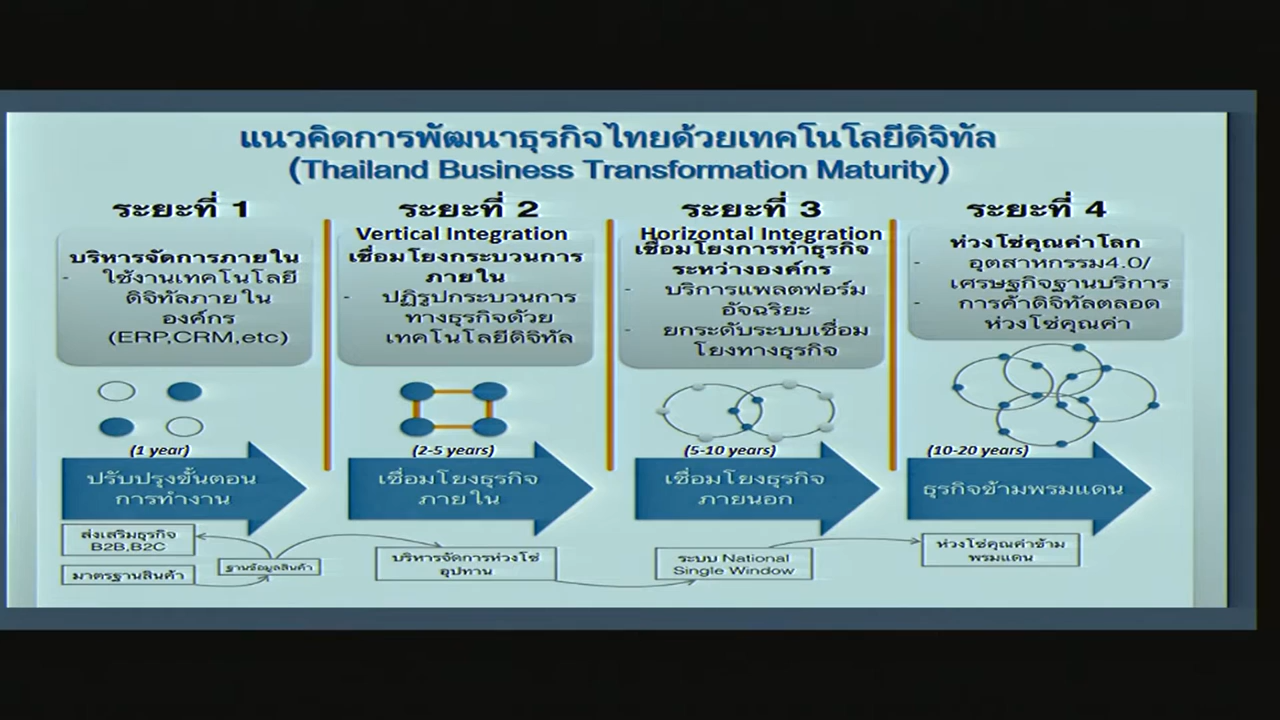 แนวคิดการพัฒนาธุรกิจไทยด้วยเทคโนโลยีดิจิทัล
(Thailand Business Transformation Maturity)
ระยะที่ 1
บริหารจัดการภายใน
- ใช้งานเทคโนโลยี
ดิจิทัลภายใน
องค์กร
(ERP,CRM,etc)
(1 year)
ปรับปรุงขั้นตอน
การทำงาน
ระยะที่ 2
Vertical Integration
เชื่อมโยงกระบวนการ
ภายใน
- ปฏิรูปกระบวนการ
ทางธุรกิจด้วย
เทคโนโลยีดิจิทัล
(2-5 years)
เชื่อมโยงธุรกิจ
ภายใน
ระยะที่ 3
Horizontal Integration
เชื่อมโยงการทำธุรกิจ
ระหว่างองค์กร
- บริการแพลตฟอร์ม
อัจฉริยะ
- ยกระดับระบบเชื่อม
โยงทางธุรกิจ
(5-10 years)
เชื่อมโยงธุรกิจ
ภายนอก
ระยะที่ 4
ห่วงโซ่คุณค่าโลก
- อุตสาหกรรม4.0/
เศรษฐกิจฐานบริการ
- การค้าดิจิทัลตลอด
ห่วงโซ่คุณค่า
(10-20 years)
ธุรกิจข้ามพรมแดน
ส่งเสริมธุรกิจ
B2B,B2C
มาตรฐานสินค้า
ฐานข้อมูลสินค้า
บริหารจัดการห่วงโซ่
อุปทาน
ระบบ National
Single Window
ห่วงโซ่คุณค่าข้าม
พรมแดน